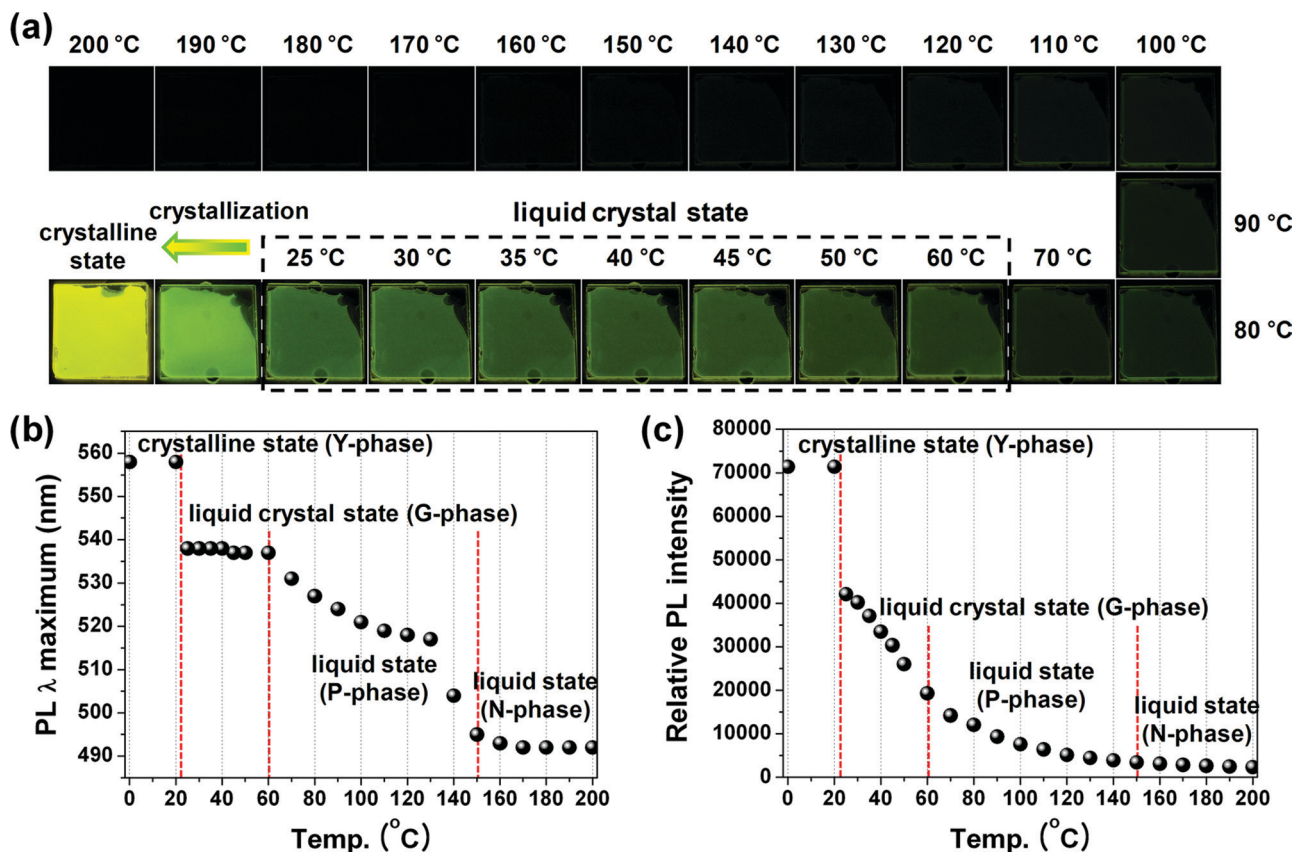 (a)
200 °C 190 °C 180 °C 170 °C 160 °C 150 °C 140 °C 130 °C 120 °C 110 °C 100 °C
90 °C
crystalline
state
crystallization
liquid crystal state
25 °C 30 °C 35 °C 40 °C 45 °C 50 °C 60 °C 70 °C
80 °C
(b)
PL λ maximum (nm)
560
550
540
530
520
510
500
490
crystalline state (Y-phase)
liquid crystal state (G-phase)
liquid state
(P-phase)
liquid state
(N-phase)
0 20 40 60 80 100 120 140 160 180 200
Temp. (°C)
(c)
Relative PL intensity
80000
70000
60000
50000
40000
30000
20000
10000
0
crystalline state (Y-phase)
liquid crystal state (G-phase)
liquid state
(P-phase)
liquid state
(N-phase)
0 20 40 60 80 100 120 140 160 180 200
Temp. (°C)